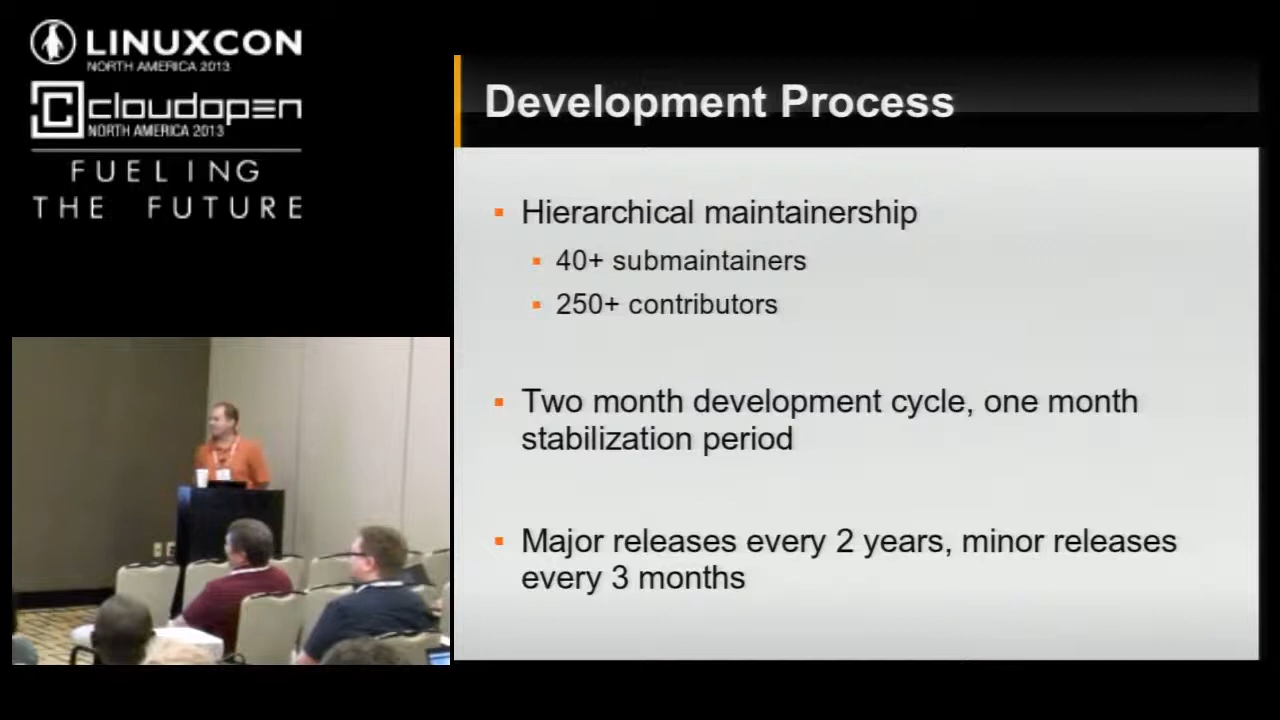 LINUXCON
NORTH AMERICA 2013
cloudopen
NORTH AMERICA 2013
FUELING
THE FUTURE
Development Process
Hierarchical maintainership
40+ submaintainers
250+ contributors
Two month development cycle, one month
stabilization period
Major releases every 2 years, minor releases
every 3 months